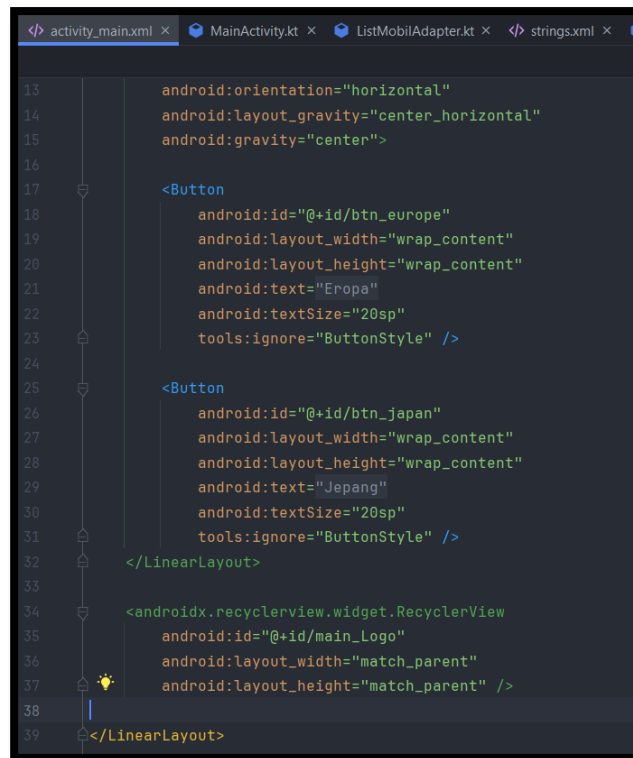 activity_main.xml × MainActivity.kt × ListMobilAdapter.kt × strings.xml ×
13 android:orientation="horizontal"
14 android:layout_gravity="center_horizontal"
15 android:gravity="center">
16
17 <Button
18 android:id="@+id/btn_europe"
19 android:layout_width="wrap_content"
20 android:layout_height="wrap_content"
21 android:text="Eropa"
22 android:textSize="20sp"
23 tools:ignore="ButtonStyle" />
24
25 <Button
26 android:id="@+id/btn_japan"
27 android:layout_width="wrap_content"
28 android:layout_height="wrap_content"
29 android:text="Jepang"
30 android:textSize="20sp"
31 tools:ignore="ButtonStyle" />
32 </LinearLayout>
33
34 <androidx.recyclerview.widget.RecyclerView
35 android:id="@+id/main_Logo"
36 android:layout_width="match_parent"
37 android:layout_height="match_parent" />
38
39 </LinearLayout>